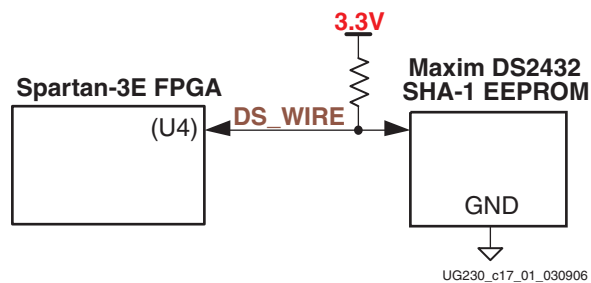 3.3V
Spartan-3E FPGA
Maxim DS2432
SHA-1 EEPROM
(U4)
DS_WIRE
GND
UG230_c17_01_030906